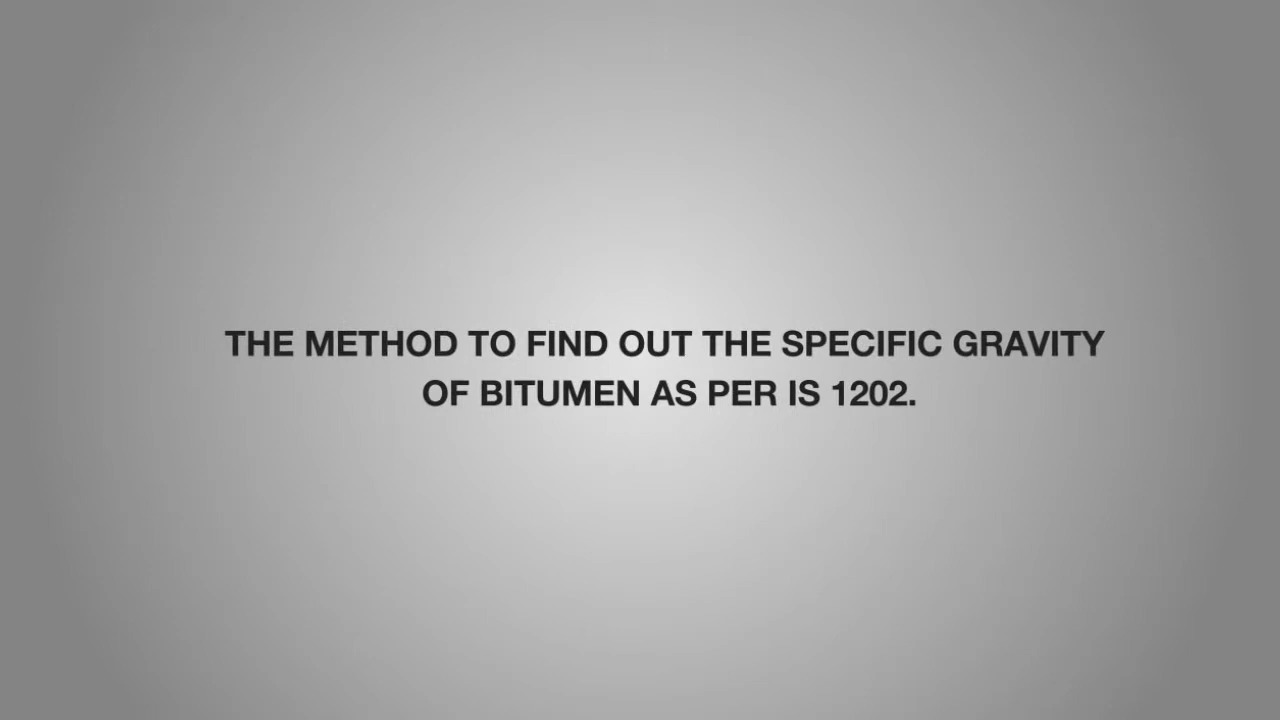 THE METHOD TO FIND OUT THE SPECIFIC GRAVITY
OF BITUMEN AS PER IS 1202.